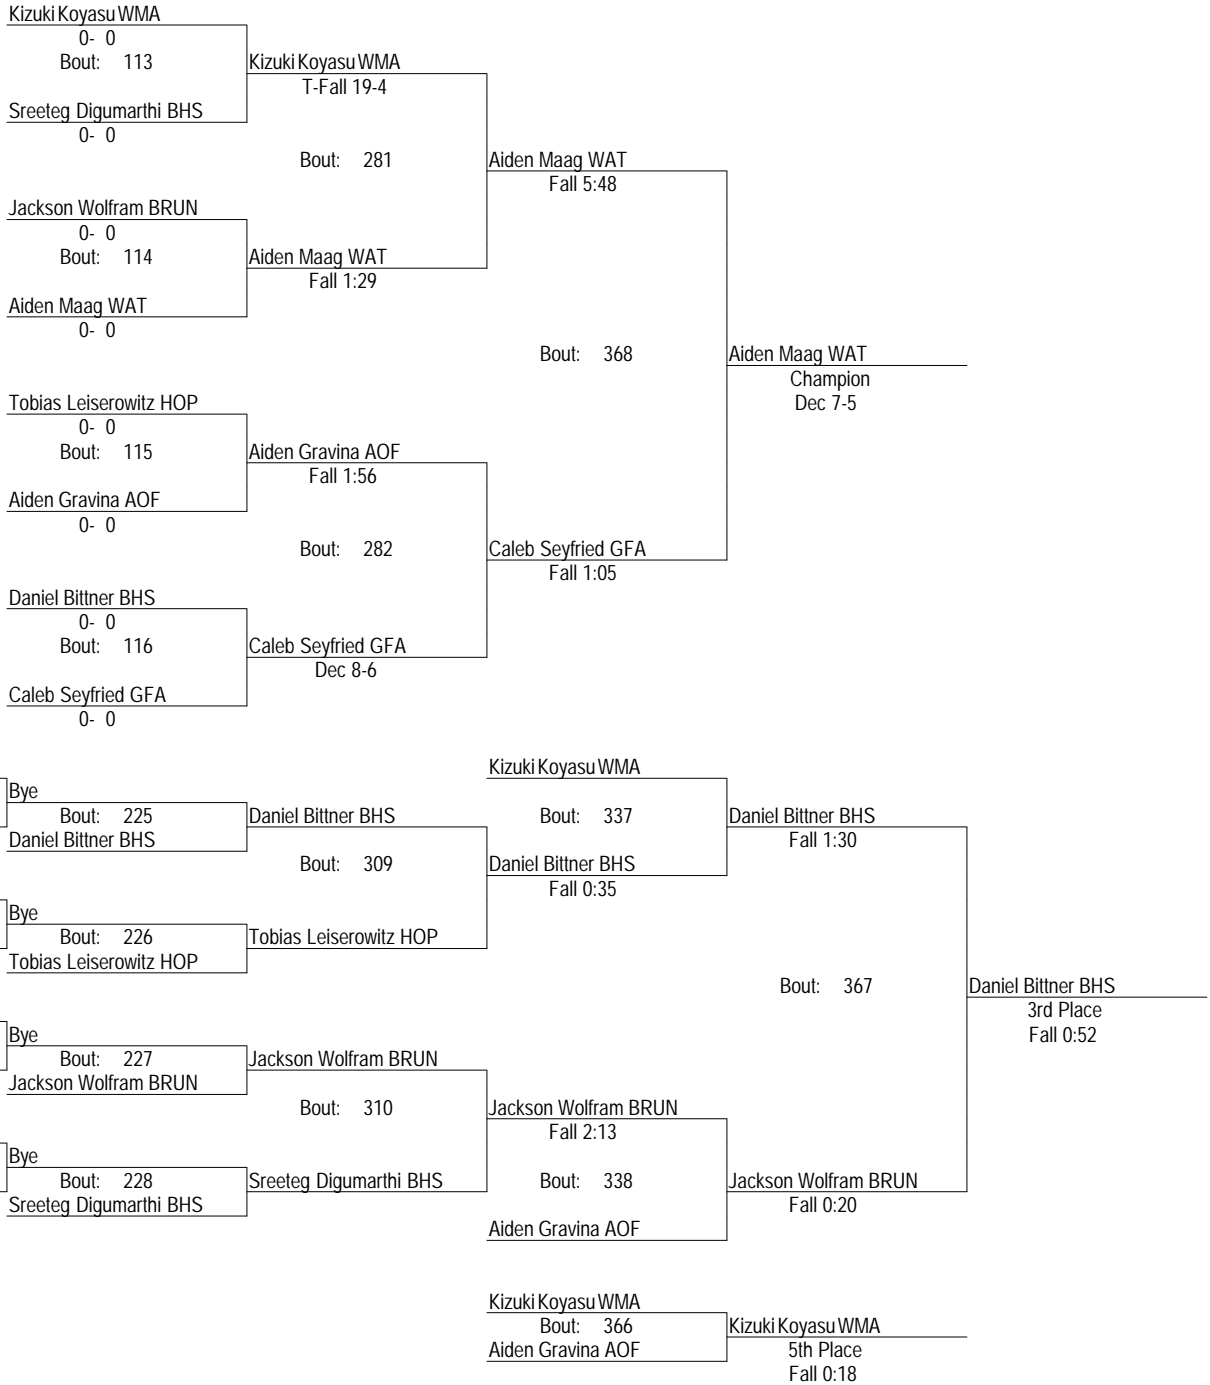 Kizuki Koyasu WMA
0- 0
Bout: 113
Kizuki Koyasu WMA
T-Fall 19-4
Sreeteg Digumarthi BHS
0- 0
Bout: 281
Aiden Maag WAT
Fall 5:48
Jackson Wolfram BRUN
0- 0
Bout: 114
Aiden Maag WAT
Fall 1:29
Aiden Maag WAT
0- 0
Bout: 368
Aiden Maag WAT
Champion
Dec 7-5
Tobias Leiserowitz HOP
0- 0
Bout: 115
Aiden Gravina AOF
Fall 1:56
Aiden Gravina AOF
0- 0
Bout: 282
Caleb Seyfried GFA
Fall 1:05
Daniel Bittner BHS
0- 0
Bout: 116
Caleb Seyfried GFA
Dec 8-6
Caleb Seyfried GFA
0- 0
Kizuki Koyasu WMA
Bye
Bout: 225
Daniel Bittner BHS
Bout: 337
Daniel Bittner BHS
Fall 1:30
Daniel Bittner BHS
Bout: 309
Daniel Bittner BHS
Fall 0:35
Bye
Bout: 226
Tobias Leiserowitz HOP
Tobias Leiserowitz HOP
Bout: 367
Daniel Bittner BHS
3rd Place
Fall 0:52
Bye
Bout: 227
Jackson Wolfram BRUN
Jackson Wolfram BRUN
Bout: 310
Jackson Wolfram BRUN
Fall 2:13
Bye
Bout: 228
Sreeteg Digumarthi BHS
Bout: 338
Jackson Wolfram BRUN
Fall 0:20
Sreeteg Digumarthi BHS
Aiden Gravina AOF
Kizuki Koyasu WMA
Bout: 366
Kizuki Koyasu WMA
Aiden Gravina AOF
5th Place
Fall 0:18